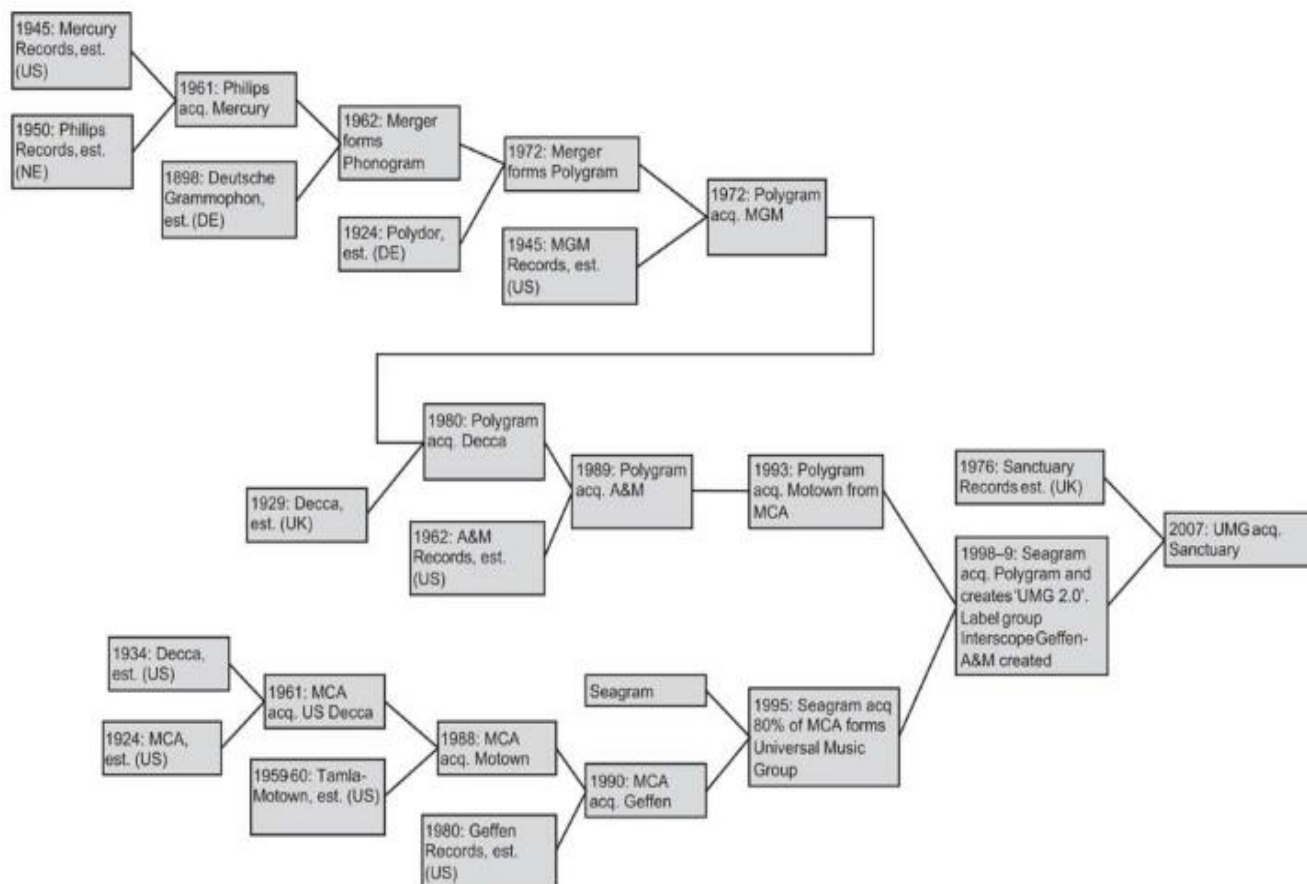 1945: Mercury
Records, est.
(US)
1961: Philips
acq. Mercury
1950: Philips
Records, est.
(NE)
1962: Merger
forms
Phonogram
1898: Deutsche
Grammophon,
est. (DE)
1972: Merger
forms Polygram
1924: Polydor,
est. (DE)
1972: Polygram
acq. MGM
1945: MGM
Records, est.
(US)
1980: Polygram
acq. Decca
1929: Decca,
est. (UK)
1989: Polygram
acq. A&M
1962: A&M
Records, est.
(US)
1993: Polygram
acq. Motown from
MCA
1976: Sanctuary
Records est. (UK)
2007: UMG acq.
Sanctuary
1998–9: Seagram
acq. Polygram and
creates ‘UMG 2.0’.
Label group
Interscope Geffen-
A&M created
1934: Decca,
est. (US)
1961: MCA
acq. US Decca
1924: MCA,
est. (US)
1988: MCA
acq. Motown
195960: Tamla-
Motown, est. (US)
Seagram
1995: Seagram acq
80% of MCA forms
Universal Music
Group
1990: MCA
acq. Geffen
1980: Geffen
Records, est.
(US)